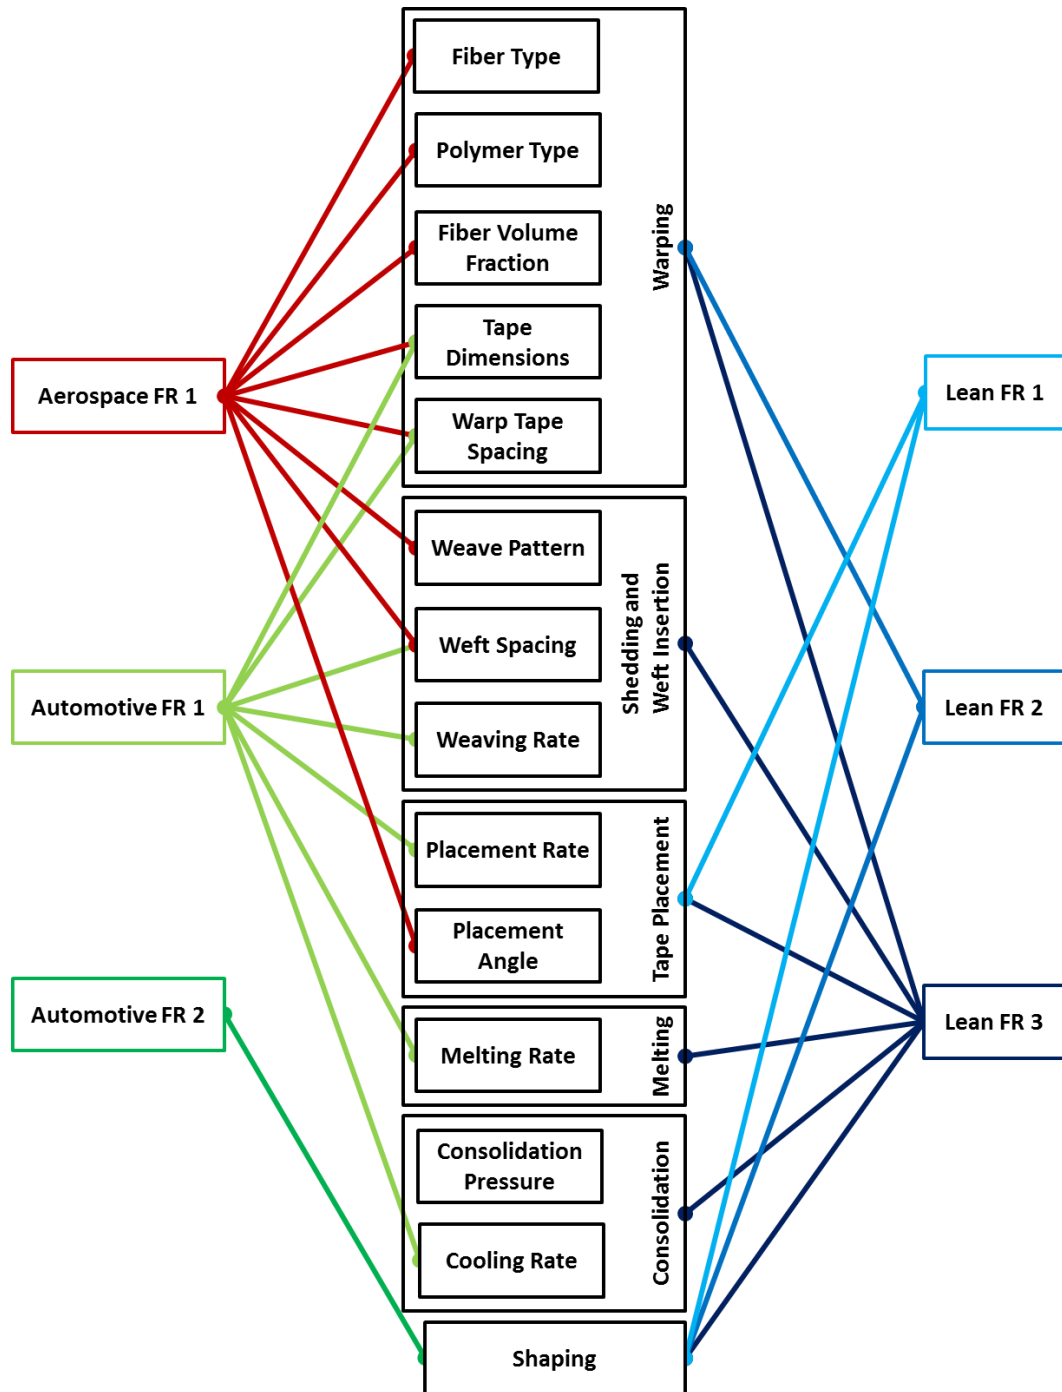 Fiber Type
Polymer Type
Fiber Volume
Fraction
Tape
Dimensions
Warp Tape
Spacing
Warping
Aerospace FR 1
Lean FR 1
Weave Pattern
Weft Spacing
Weaving Rate
Shedding and
Weft Insertion
Automotive FR 1
Lean FR 2
Placement Rate
Placement
Angle
Tape Placement
Automotive FR 2
Lean FR 3
Melting Rate
Melting
Consolidation
Pressure
Cooling Rate
Consolidation
Shaping